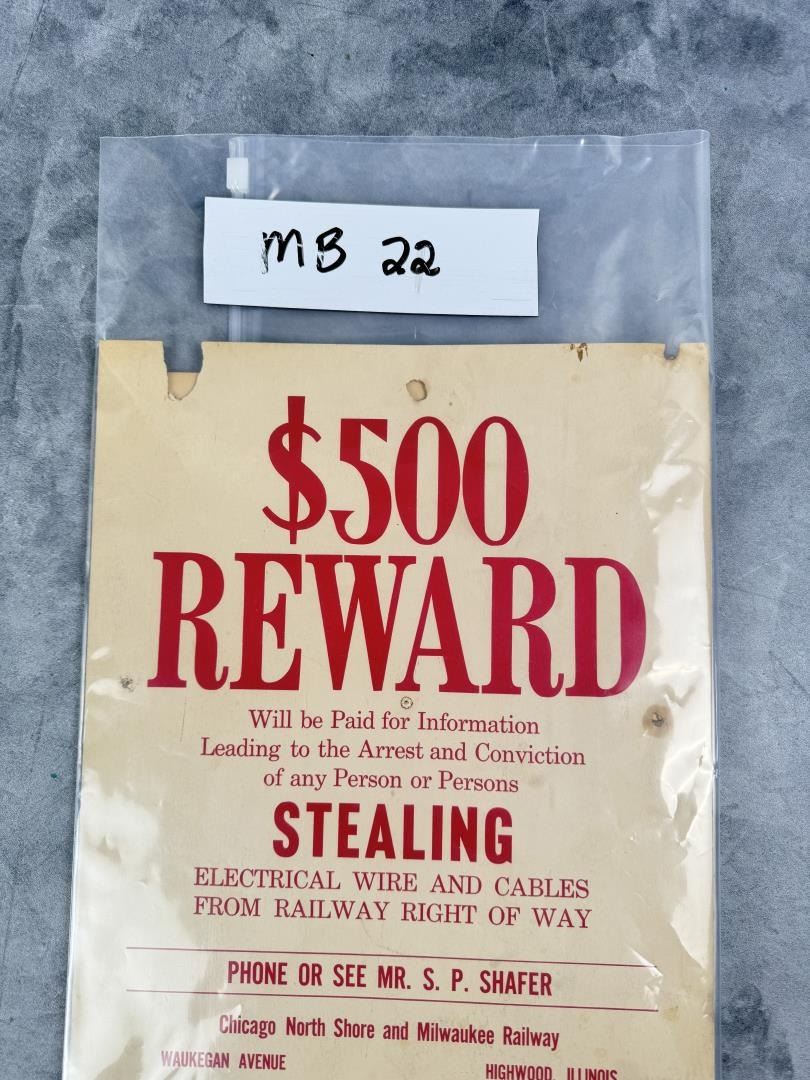 MB 22
$500
REWARD
Will be Paid for Information
Leading to the Arrest and Conviction
of any Person or Persons
STEALING
ELECTRICAL WIRE AND CABLES
FROM RAILWAY RIGHT OF WAY
PHONE OR SEE MR. S. P. SHAFER
Chicago North Shore and Milwaukee Railway
WAUKEGAN AVENUE HIGHWOOD, ILLINOIS